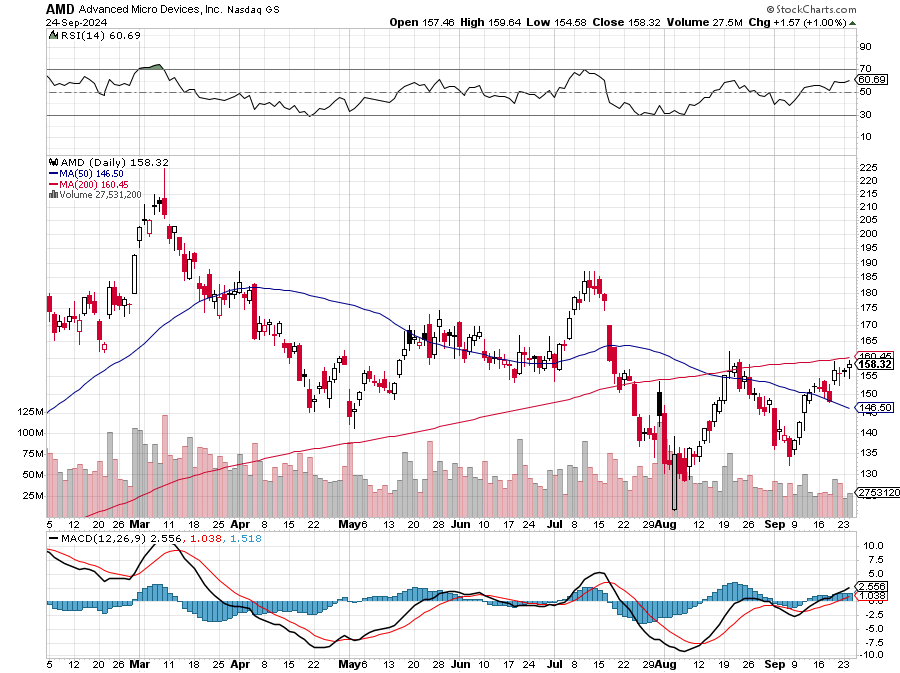 AMD Advanced Micro Devices, Inc. Nasdaq GS © StockCharts.com
24-Sep-2024 Open 157.46 High 159.64 Low 154.58 Close 158.32 Volume 27.5M Chg +1.57 (+1.00%)
RSI(14) 60.69
90
70
60.69
50
30
10
AMD (Daily) 158.32
MA(50) 146.50
MA(200) 160.45
Volume 27,531,200
225
220
215
210
205
200
195
190
185
180
175
170
165
160.45
158.32
155
150
146.50
140
135
130
2753120
125M
100M
75M
50M
25M
5 12 20 26 Mar 11 18 25 Apr 8 15 22 May 6 13 20 28 Jun 10 17 24 Jul 8 15 22 29 Aug 12 19 26 Sep 9 16 23
MACD(12,26,9) 2.556, 1.038, 1.518
10.0
7.5
5.0
2.556
1.038
-2.5
-5.0
-7.5
-10.0
5 12 20 26 Mar 11 18 25 Apr 8 15 22 May 6 13 20 28 Jun 10 17 24 Jul 8 15 22 29 Aug 12 19 26 Sep 9 16 23